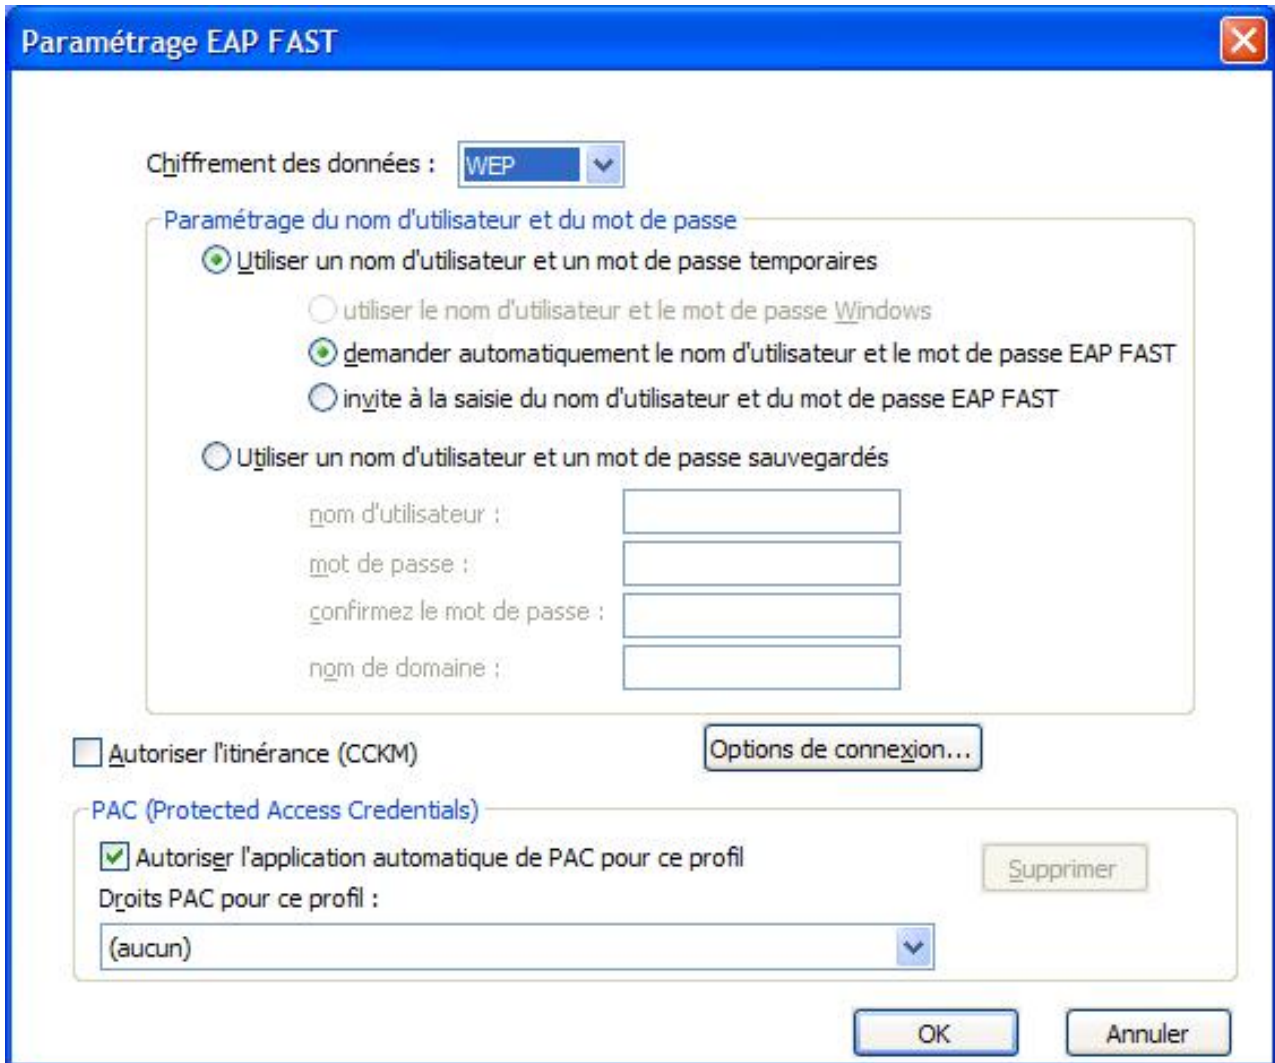 Paramétrage EAP FAST
Chiffrement des données : WEP
Paramétrage du nom d'utilisateur et du mot de passe
Utiliser un nom d'utilisateur et un mot de passe temporaires
utiliser le nom d'utilisateur et le mot de passe Windows
demander automatiquement le nom d'utilisateur et le mot de passe EAP FAST
invite à la saisie du nom d'utilisateur et du mot de passe EAP FAST
Utiliser un nom d'utilisateur et un mot de passe sauvegardés
nom d'utilisateur :
mot de passe :
confirmez le mot de passe :
nom de domaine :
Autoriser l'itinérance (CCKM) Options de connexion...
PAC (Protected Access Credentials)
Autoriser l'application automatique de PAC pour ce profil
Supprimer
Droits PAC pour ce profil :
(aucun)
OK Annuler